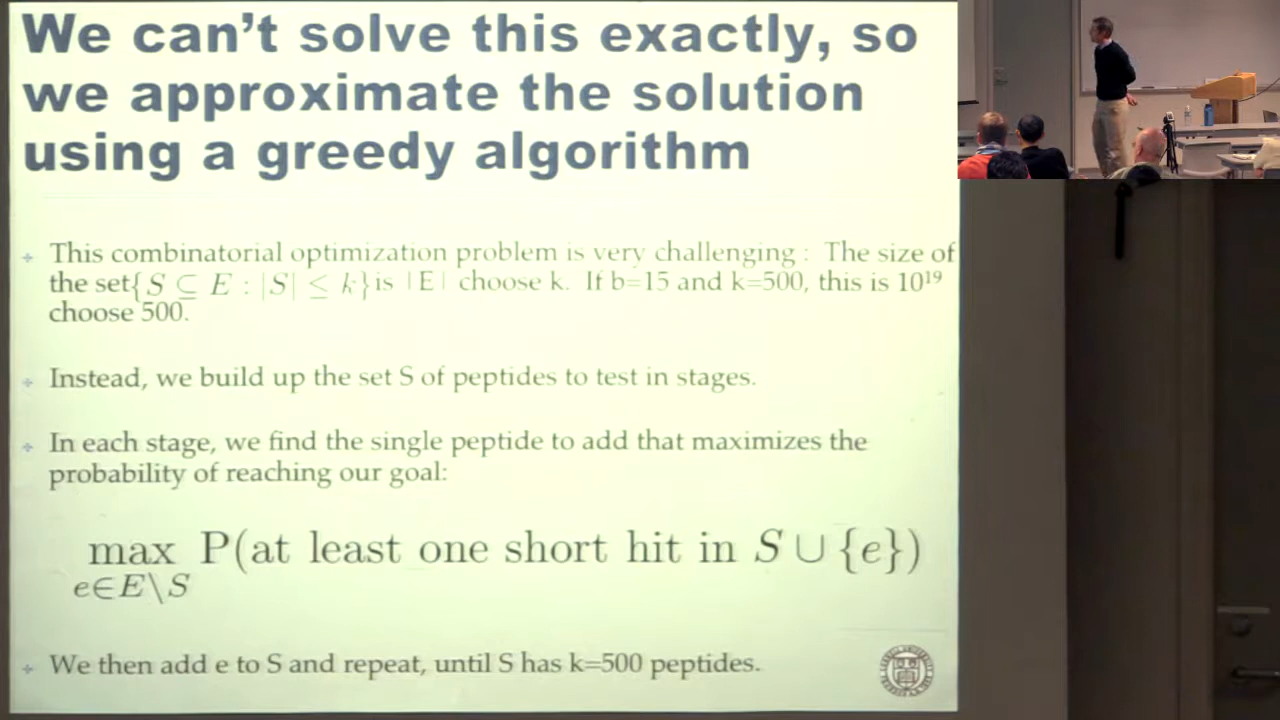 We can't solve this exactly, so
we approximate the solution
using a greedy algorithm
This combinatorial optimization problem is very challenging : The size of
the set{ S ⊆ E : |S| ≤ k}is |E| choose k. If b=15 and k=500, this is 10¹⁹
choose 500.
Instead, we build up the set S of peptides to test in stages.
In each stage, we find the single peptide to add that maximizes the
probability of reaching our goal:
max P(at least one short hit in S ∪ {e})
e∈E\S
We then add e to S and repeat, until S has k=500 peptides.